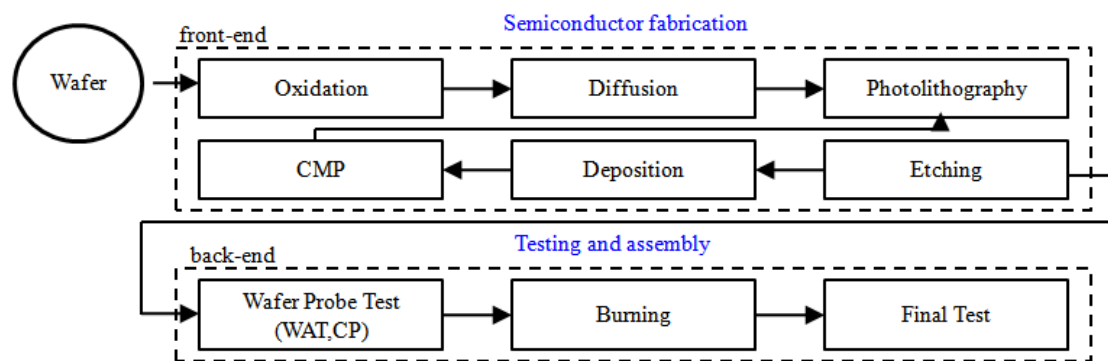 Semiconductor fabrication
front-end
Wafer
Oxidation
Diffusion
Photolithography
CMP
Deposition
Etching
Testing and assembly
back-end
Wafer Probe Test
(WAT,CP)
Burning
Final Test